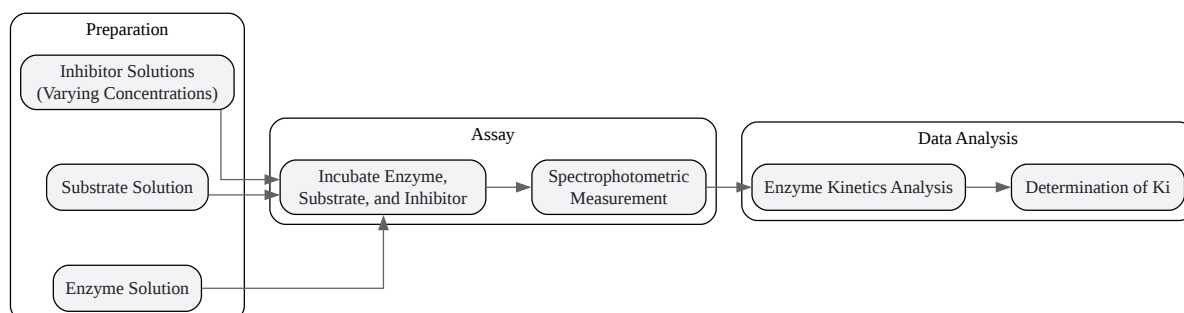 Preparation
Inhibitor Solutions
(Varying Concentrations)
Substrate Solution
Enzyme Solution
Assay
Incubate Enzyme,
Substrate, and Inhibitor
Spectrophotometric
Measurement
Data Analysis
Enzyme Kinetics Analysis
Determination of Ki